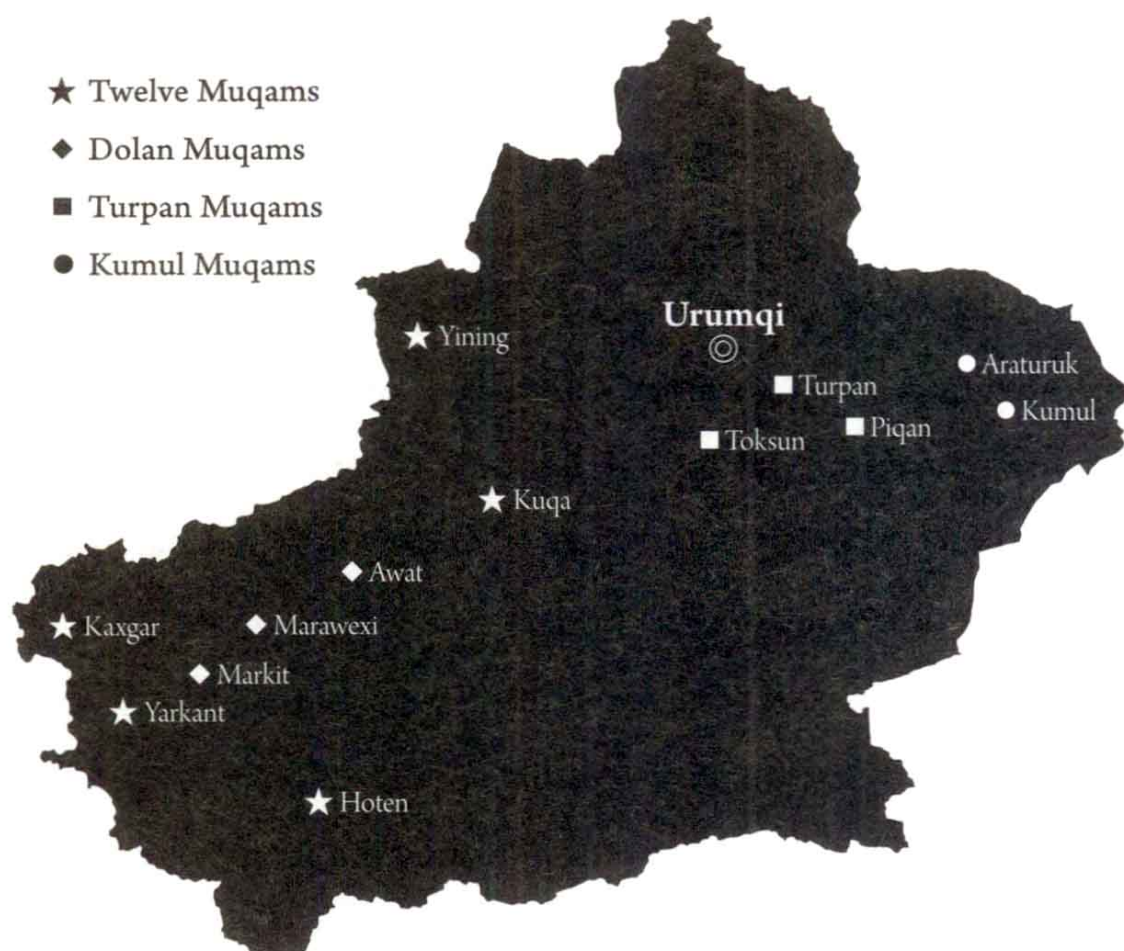 Twelve Muqams
Dolan Muqams
Turpan Muqams
Kumul Muqams
Urumqi
Yining
Araturuk
Turpan
Kumul
Piqan
Toksun
Kuqa
Awat
Kaxgar
Marawexi
Markit
Yarkant
Hoten